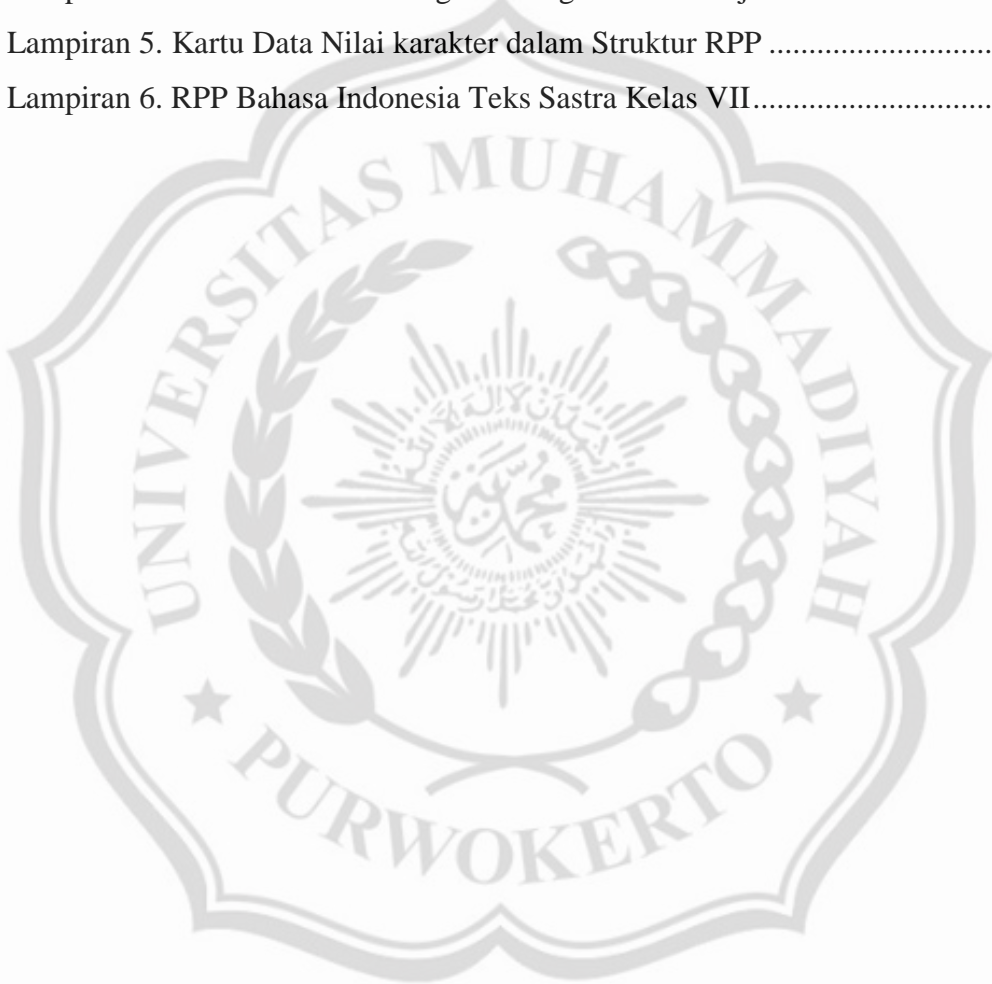 Lampiran 5. Kartu Data Nilai karakter dalam Struktur RPP ............................
Lampiran 6. RPP Bahasa Indonesia Teks Sastra Kelas VII..............................
UNIVERSITAS MUHAMMADIYAH
محمدية
PURWOKERTO